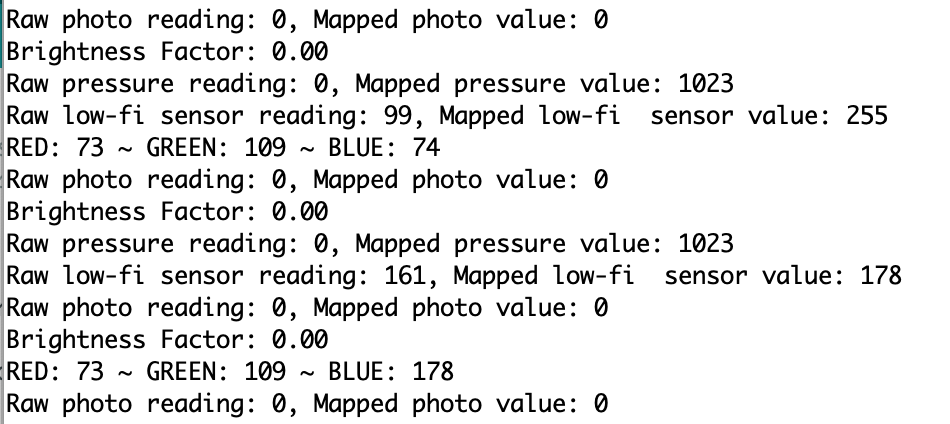 Raw photo reading: 0, Mapped photo value: 0
Brightness Factor: 0.00
Raw pressure reading: 0, Mapped pressure value: 1023
Raw low-fi sensor reading: 99, Mapped low-fi  sensor value: 255
RED: 73 ~ GREEN: 109 ~ BLUE: 74
Raw photo reading: 0, Mapped photo value: 0
Brightness Factor: 0.00
Raw pressure reading: 0, Mapped pressure value: 1023
Raw low-fi sensor reading: 161, Mapped low-fi  sensor value: 178
Raw photo reading: 0, Mapped photo value: 0
Brightness Factor: 0.00
RED: 73 ~ GREEN: 109 ~ BLUE: 178
Raw photo reading: 0, Mapped photo value: 0